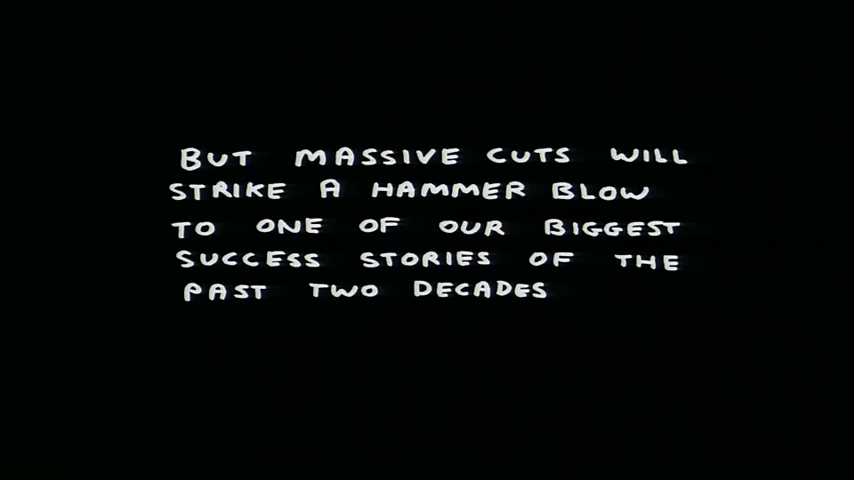 BUT MASSIVE CUTS WILL
STRIKE A HAMMER BLOW
TO ONE OF OUR BIGGEST
SUCCESS STORIES OF THE
PAST TWO DECADES